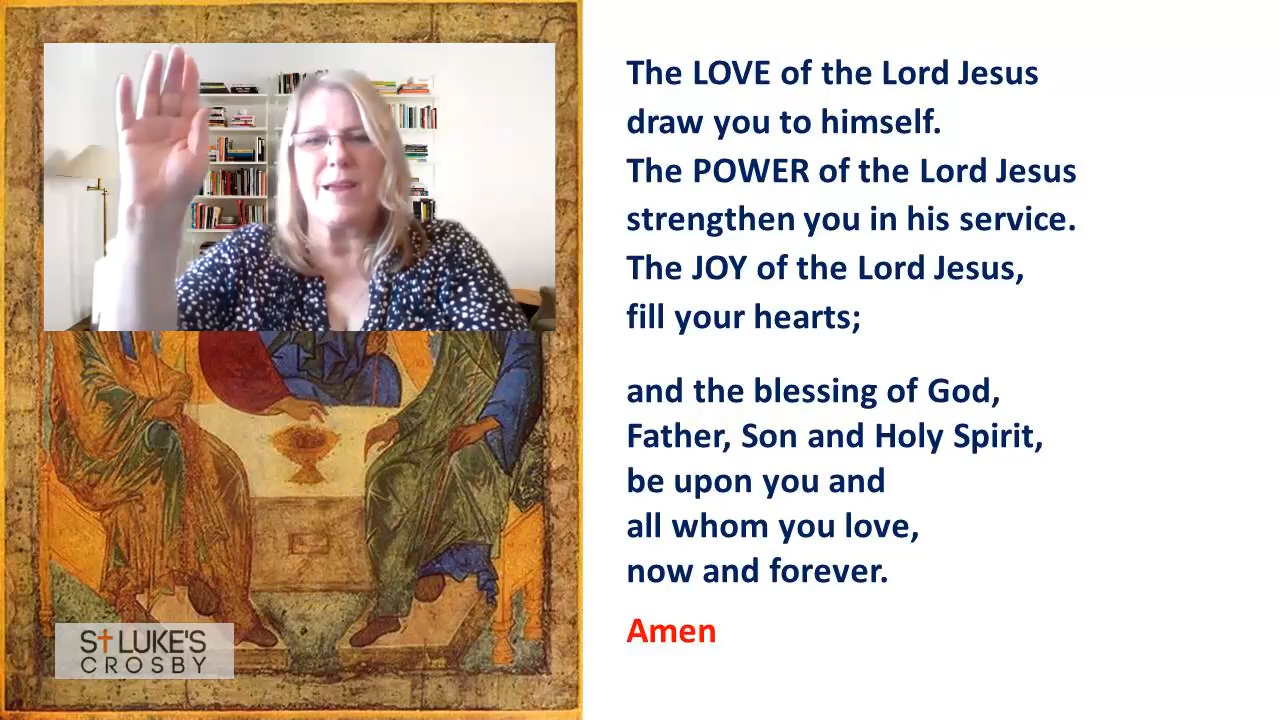 The LOVE of the Lord Jesus
draw you to himself.
The POWER of the Lord Jesus
strengthen you in his service.
The JOY of the Lord Jesus,
fill your hearts;
and the blessing of God,
Father, Son and Holy Spirit,
be upon you and
all whom you love,
now and forever.
Amen
ST LUKE'S
CROSBY